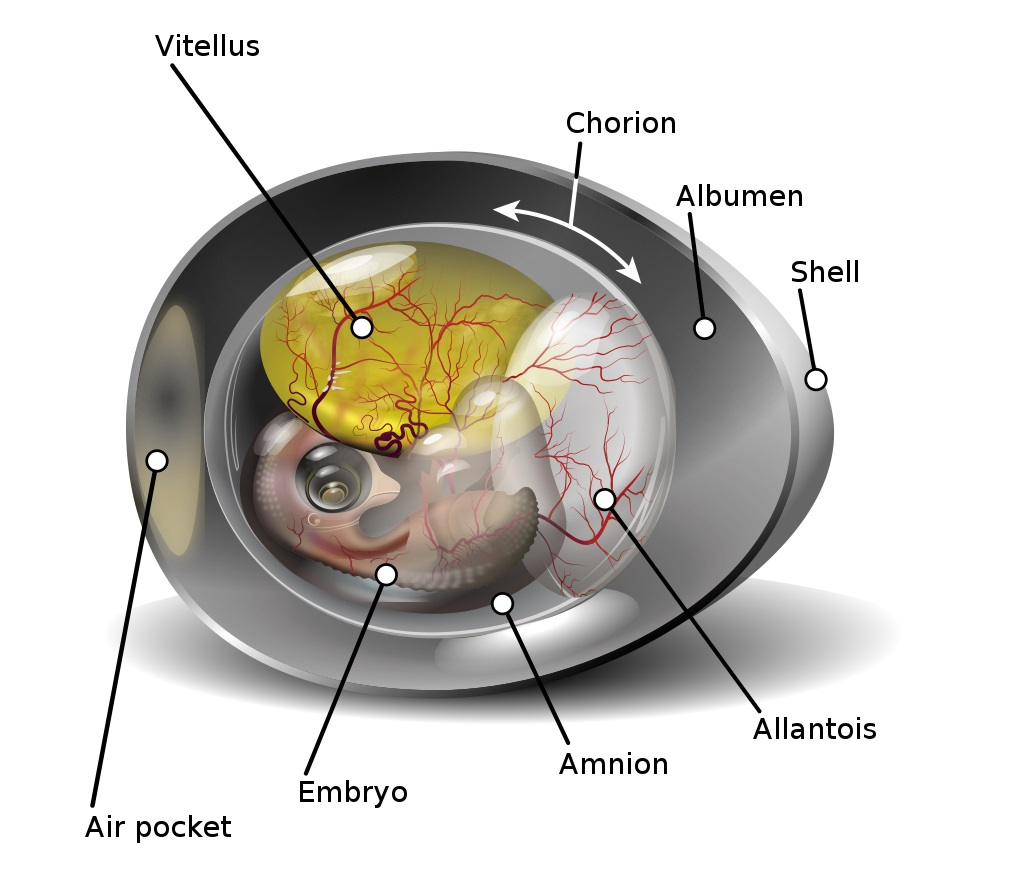 Vitellus
Chorion
Albumen
Shell
Allantois
Amnion
Embryo
Air pocket